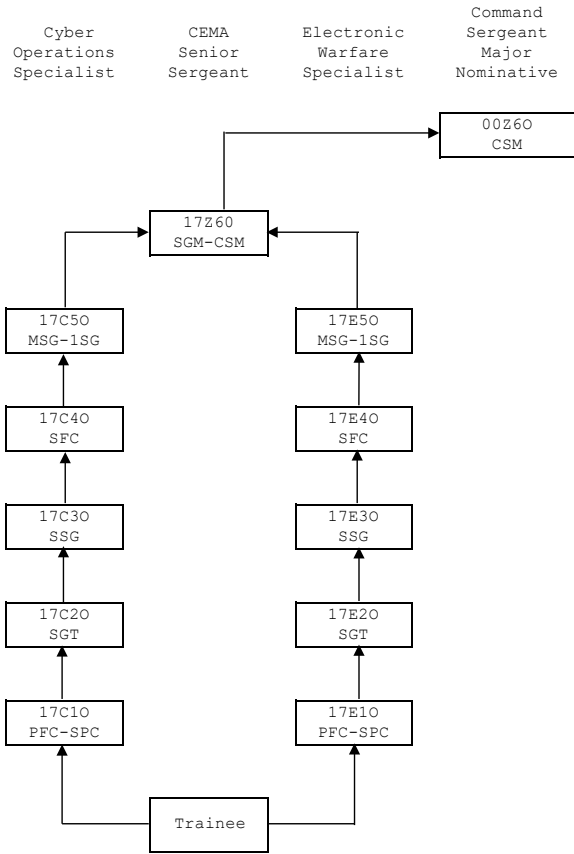 Cyber
Operations
Specialist
CEMA
Senior
Sergeant
Electronic
Warfare
Specialist
Command
Sergeant
Major
Nominative
00Z6O
CSM
17Z60
SGM-CSM
17C5O
MSG-1SG
17E5O
MSG-1SG
17C4O
SFC
17E4O
SFC
17C3O
SSG
17E3O
SSG
17C2O
SGT
17E2O
SGT
17C1O
PFC-SPC
17E1O
PFC-SPC
Trainee